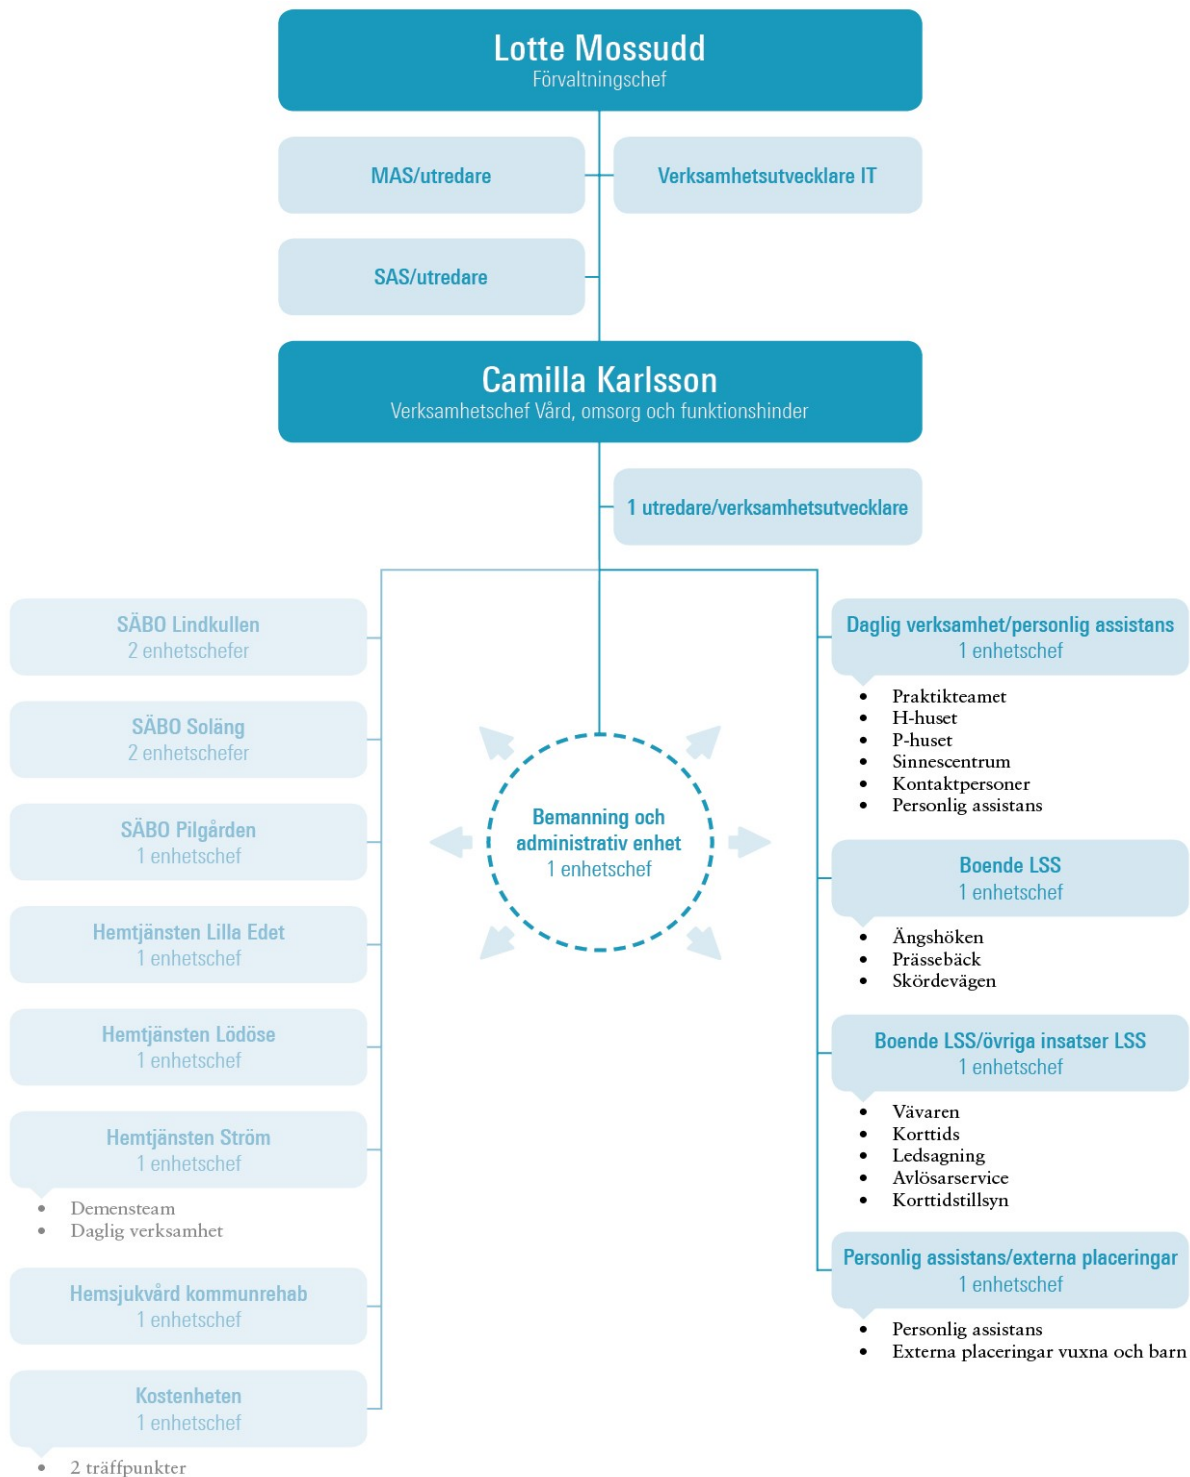 Lotte Mossudd
Förvaltningschef
MAS/utredare
Verksamhetsutvecklare IT
SAS/utredare
Camilla Karlsson
Verksamhetschef Vård, omsorg och funktionshinder
1 utredare/verksamhetsutvecklare
SÄBO Lindkullen
2 enhetschefer
SÄBO Soläng
2 enhetschefer
SÄBO Pilgården
1 enhetschef
Hemtjänsten Lilla Edet
1 enhetschef
Hemtjänsten Lödöse
1 enhetschef
Hemtjänsten Ström
1 enhetschef
• Demensteam
• Daglig verksamhet
Hemsjukvård kommunrehab
1 enhetschef
Kostenheten
1 enhetschef
• 2 träffpunkter
Bemanning och
administrativ enhet
1 enhetschef
Daglig verksamhet/personlig assistans
1 enhetschef
• Praktikteamet
• H-huset
• P-huset
• Sinnescentrum
• Kontaktpersoner
• Personlig assistans
Boende LSS
1 enhetschef
• Ängshöken
• Prässebäck
• Skördevägen
Boende LSS/övriga insatser LSS
1 enhetschef
• Vävaren
• Korttids
• Ledsagning
• Avlösarservice
• Korttidstillsyn
Personlig assistans/externa placeringar
1 enhetschef
• Personlig assistans
• Externa placeringar vuxna och barn